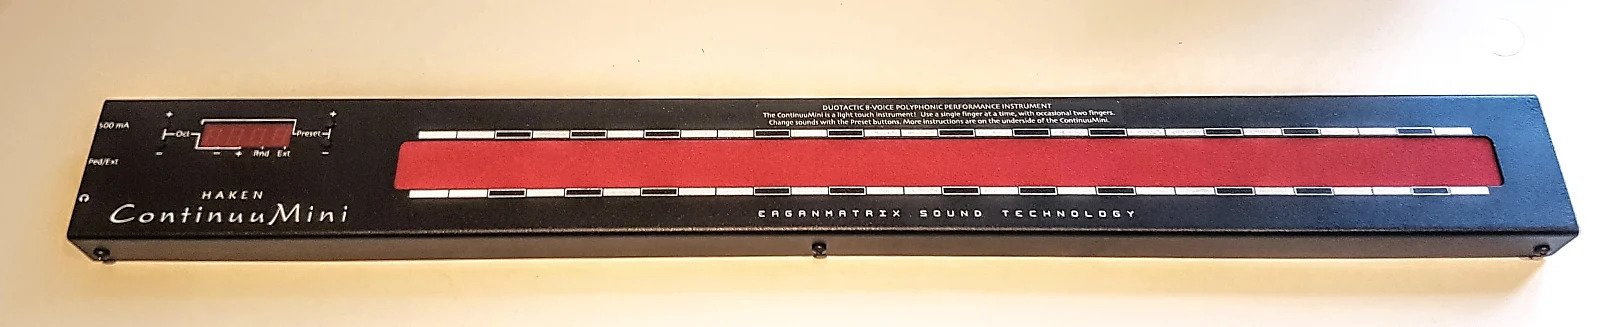 DUOTACTIC 8-VOICE POLYPHONIC PERFORMANCE INSTRUMENT
The ContinuuMini is a light touch instrument! Use a single finger at a time, with occasional two fingers.
Change sounds with the Preset buttons. More instructions are on the underside of the ContinuuMini.
500 mA
+ +
Oct Preset
- - + Rnd Ext -
Ped/Ext
HAKEN
ContinuuMini
EAGANMATRIX SOUND TECHNOLOGY